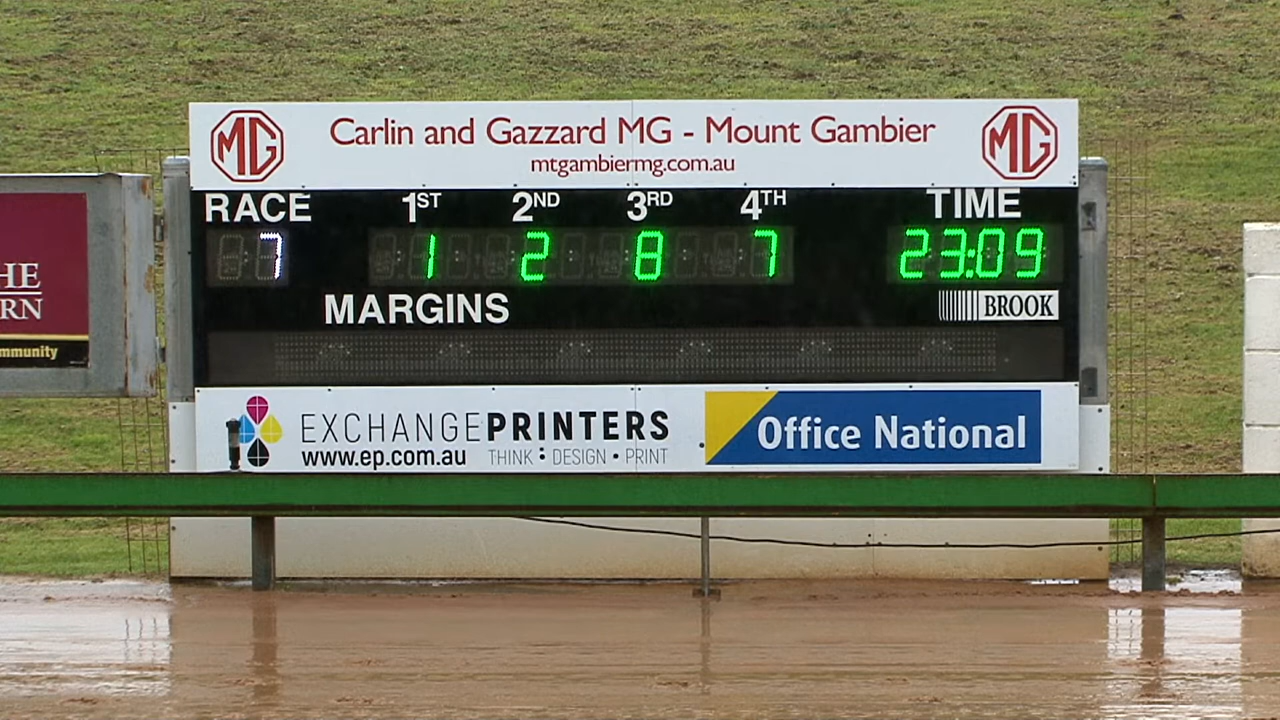 MG Carlin and Gazzard MG - Mount Gambier MG
mtgambiermg.com.au
RACE 1ST 2ND 3RD 4TH TIME
7 1 2 8 7 23:09
MARGINS BROOK
HE
RN
mmunity
EXCHANGEPRINTERS
www.ep.com.au THINK : DESIGN • PRINT
Office National